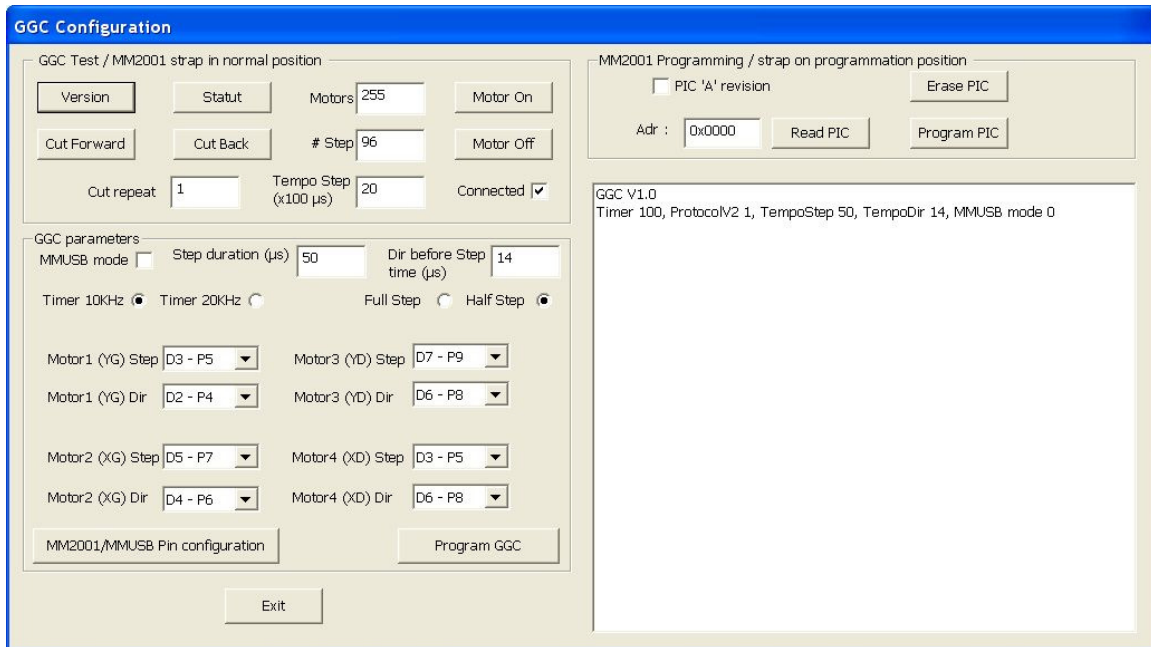 GGC Configuration
GGC Test / MM2001 strap in normal position
Version
Statut
Motors 255
Motor On
Cut Forward
Cut Back
# Step 96
Motor Off
Cut repeat 1
Tempo Step
(x100 µs)
20
Connected
GGC parameters
MMUSB mode
Step duration (µs) 50
Dir before Step
time (µs)
14
Timer 10KHz
Timer 20KHz
Full Step
Half Step
Motor1 (YG) Step D3 - P5
Motor3 (YD) Step D7 - P9
Motor1 (YG) Dir D2 - P4
Motor3 (YD) Dir D6 - P8
Motor2 (XG) Step D5 - P7
Motor4 (XD) Step D3 - P5
Motor2 (XG) Dir D4 - P6
Motor4 (XD) Dir D6 - P8
MM2001/MMUSB Pin configuration
Program GGC
Exit
MM2001 Programming / strap on programmation position
PIC 'A' revision
Erase PIC
Adr : 0x0000
Read PIC
Program PIC
GGC V1.0
Timer 100, ProtocolV2 1, TempoStep 50, TempoDir 14, MMUSB mode 0